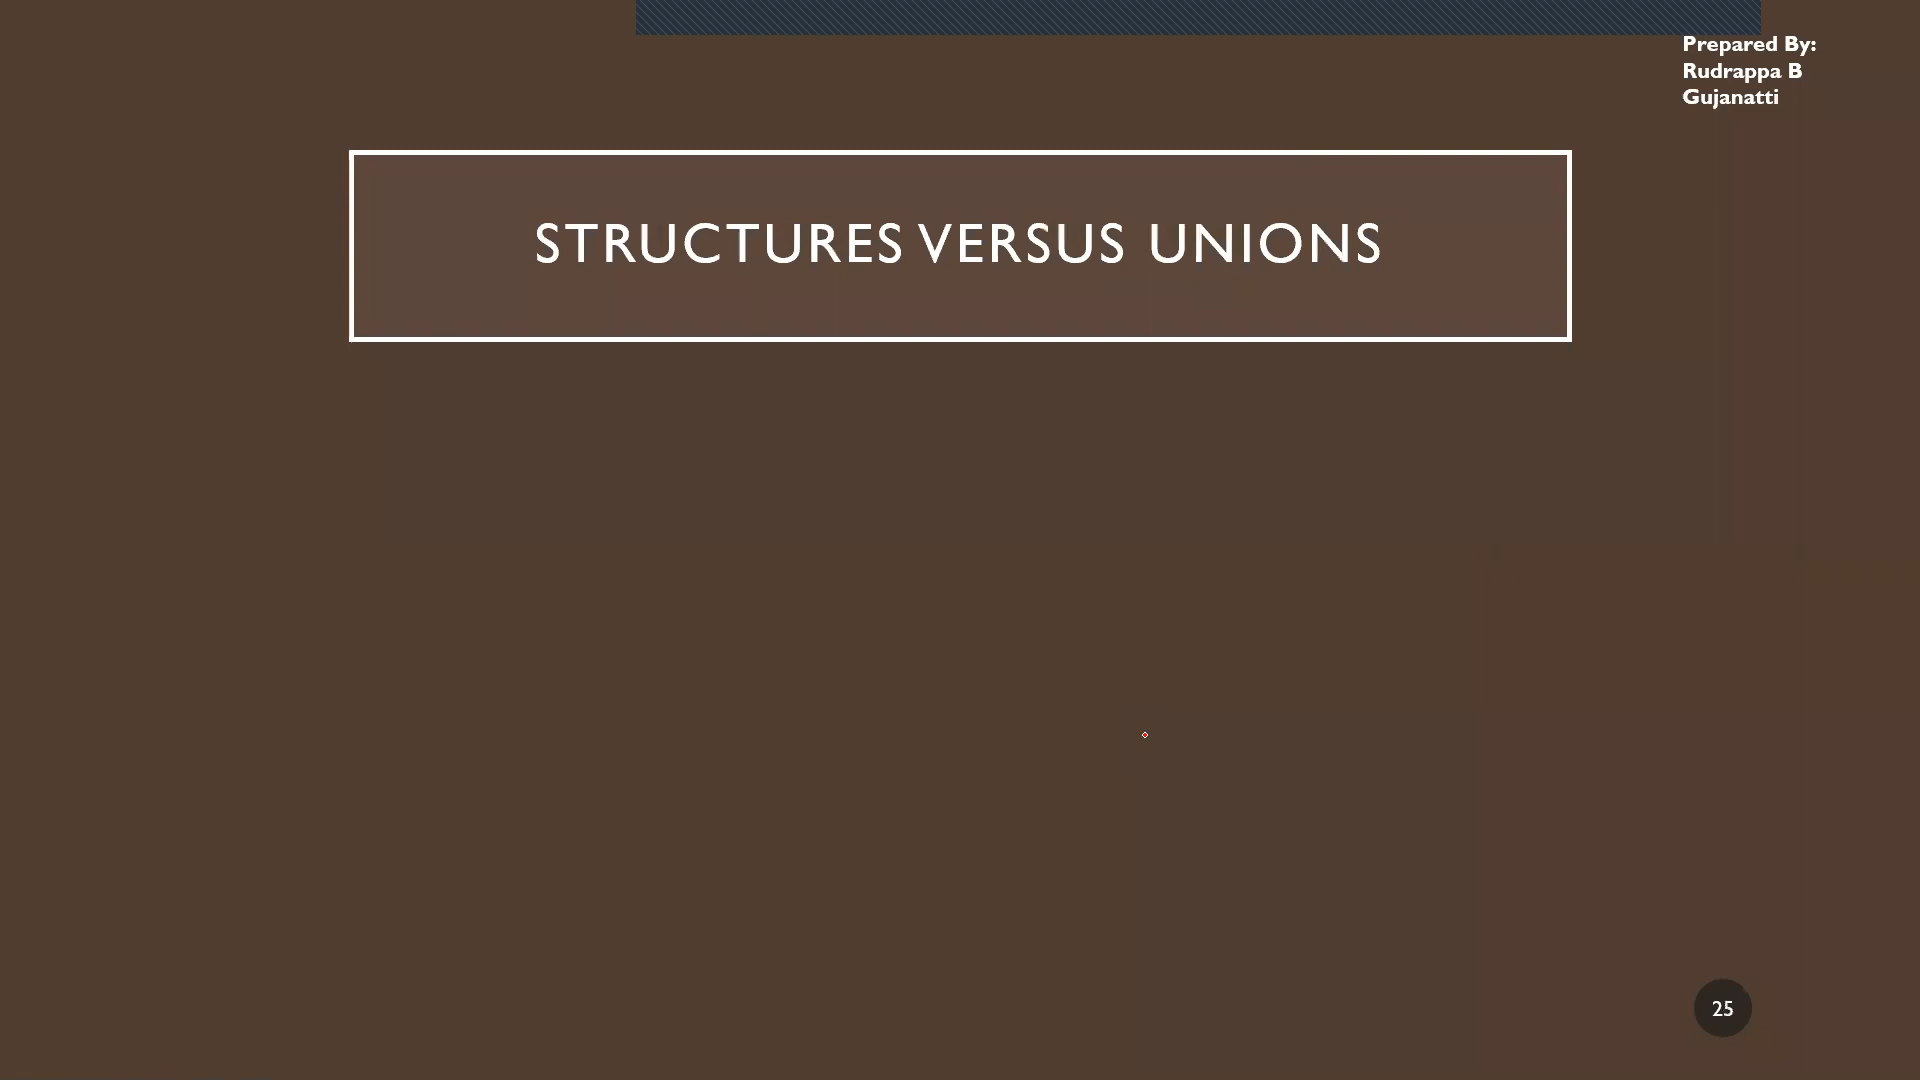 Prepared By:
Rudrappa B
Gujanatti
STRUCTURES VERSUS UNIONS
25